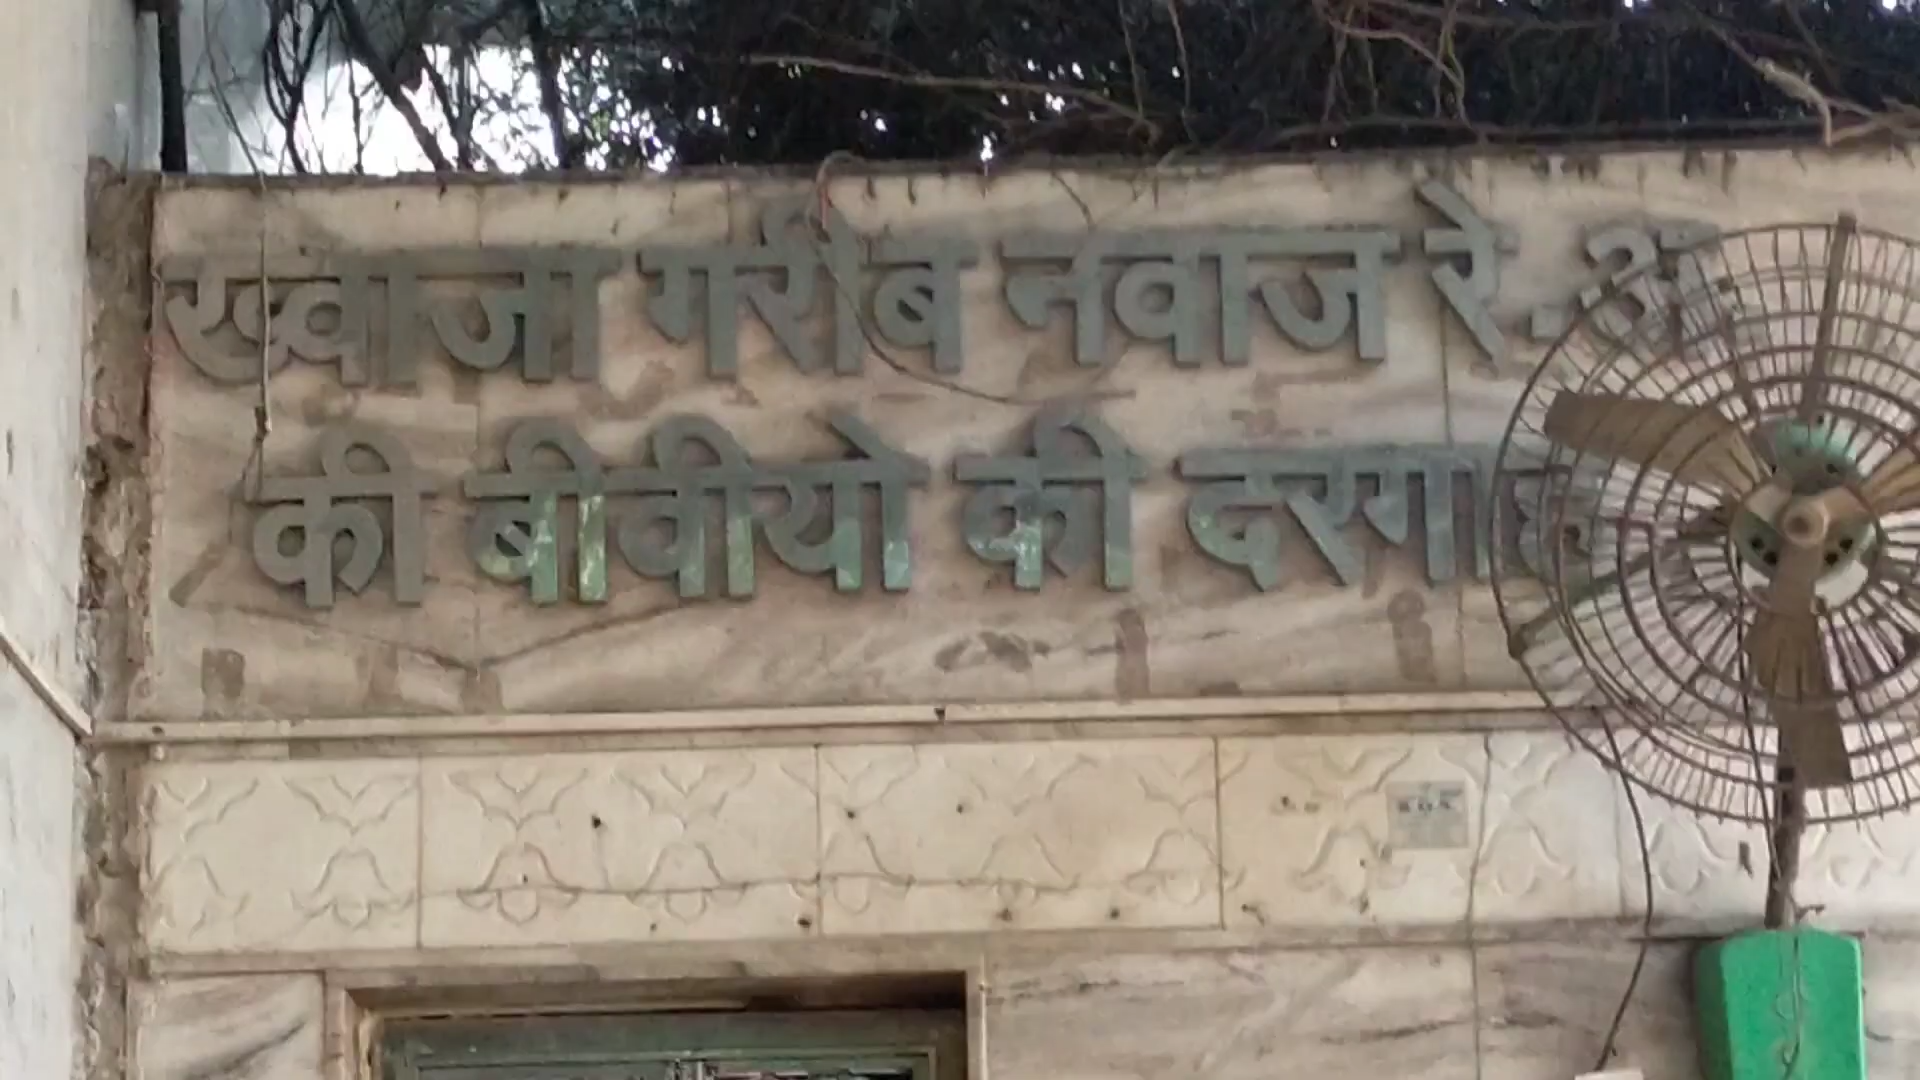 ख्वाजा गरीब नवाज रे.अ
की बीवीयो की दरगाह